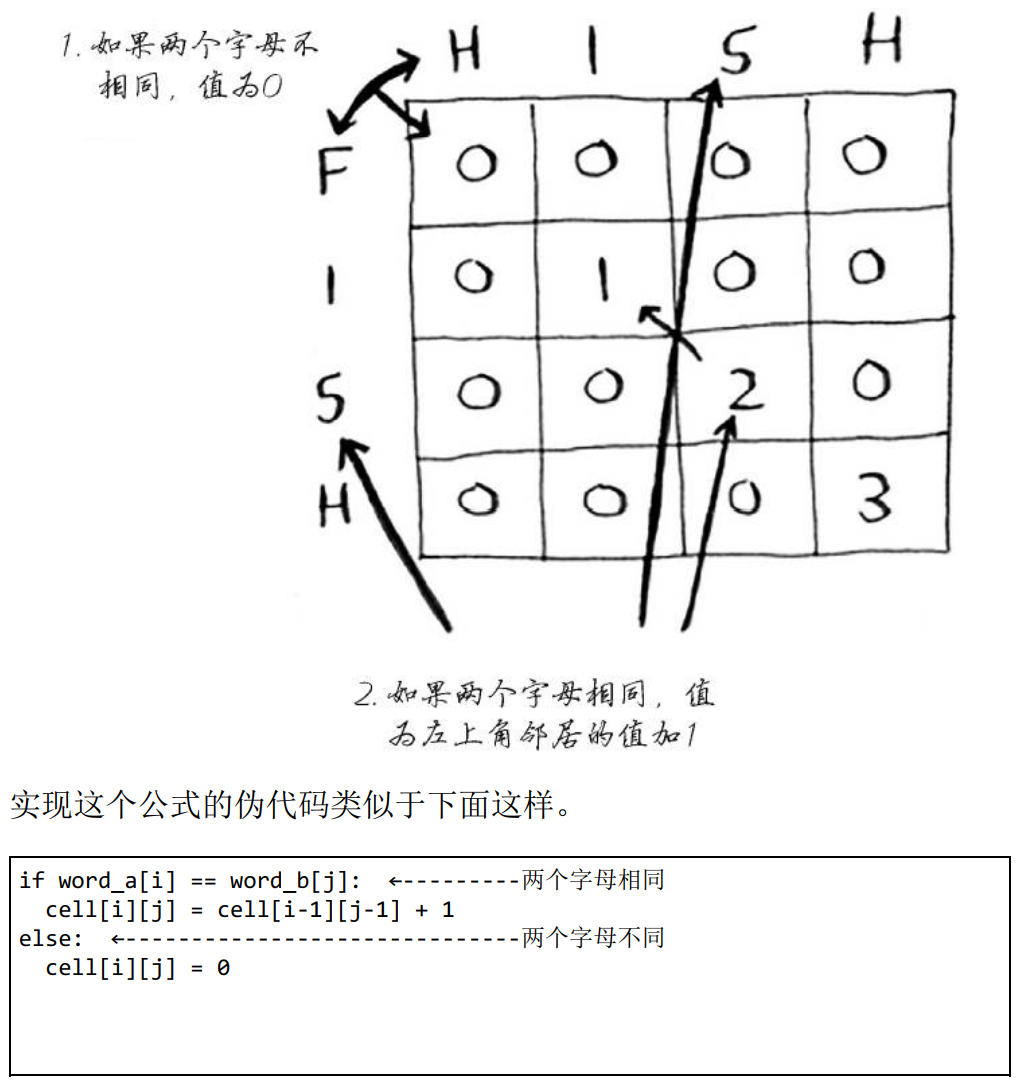 1. 如果两个字母不
相同，值为0
H I S H
F 0 0 0 0
I 0 1 0 0
S 0 0 2 0
H 0 0 0 3
2. 如果两个字母相同，值
为左上角邻居的值加1
实现这个公式的伪代码类似于下面这样。
if word_a[i] == word_b[j]: ←---------两个字母相同
cell[i][j] = cell[i-1][j-1] + 1
else: ←------------------------------两个字母不同
cell[i][j] = 0